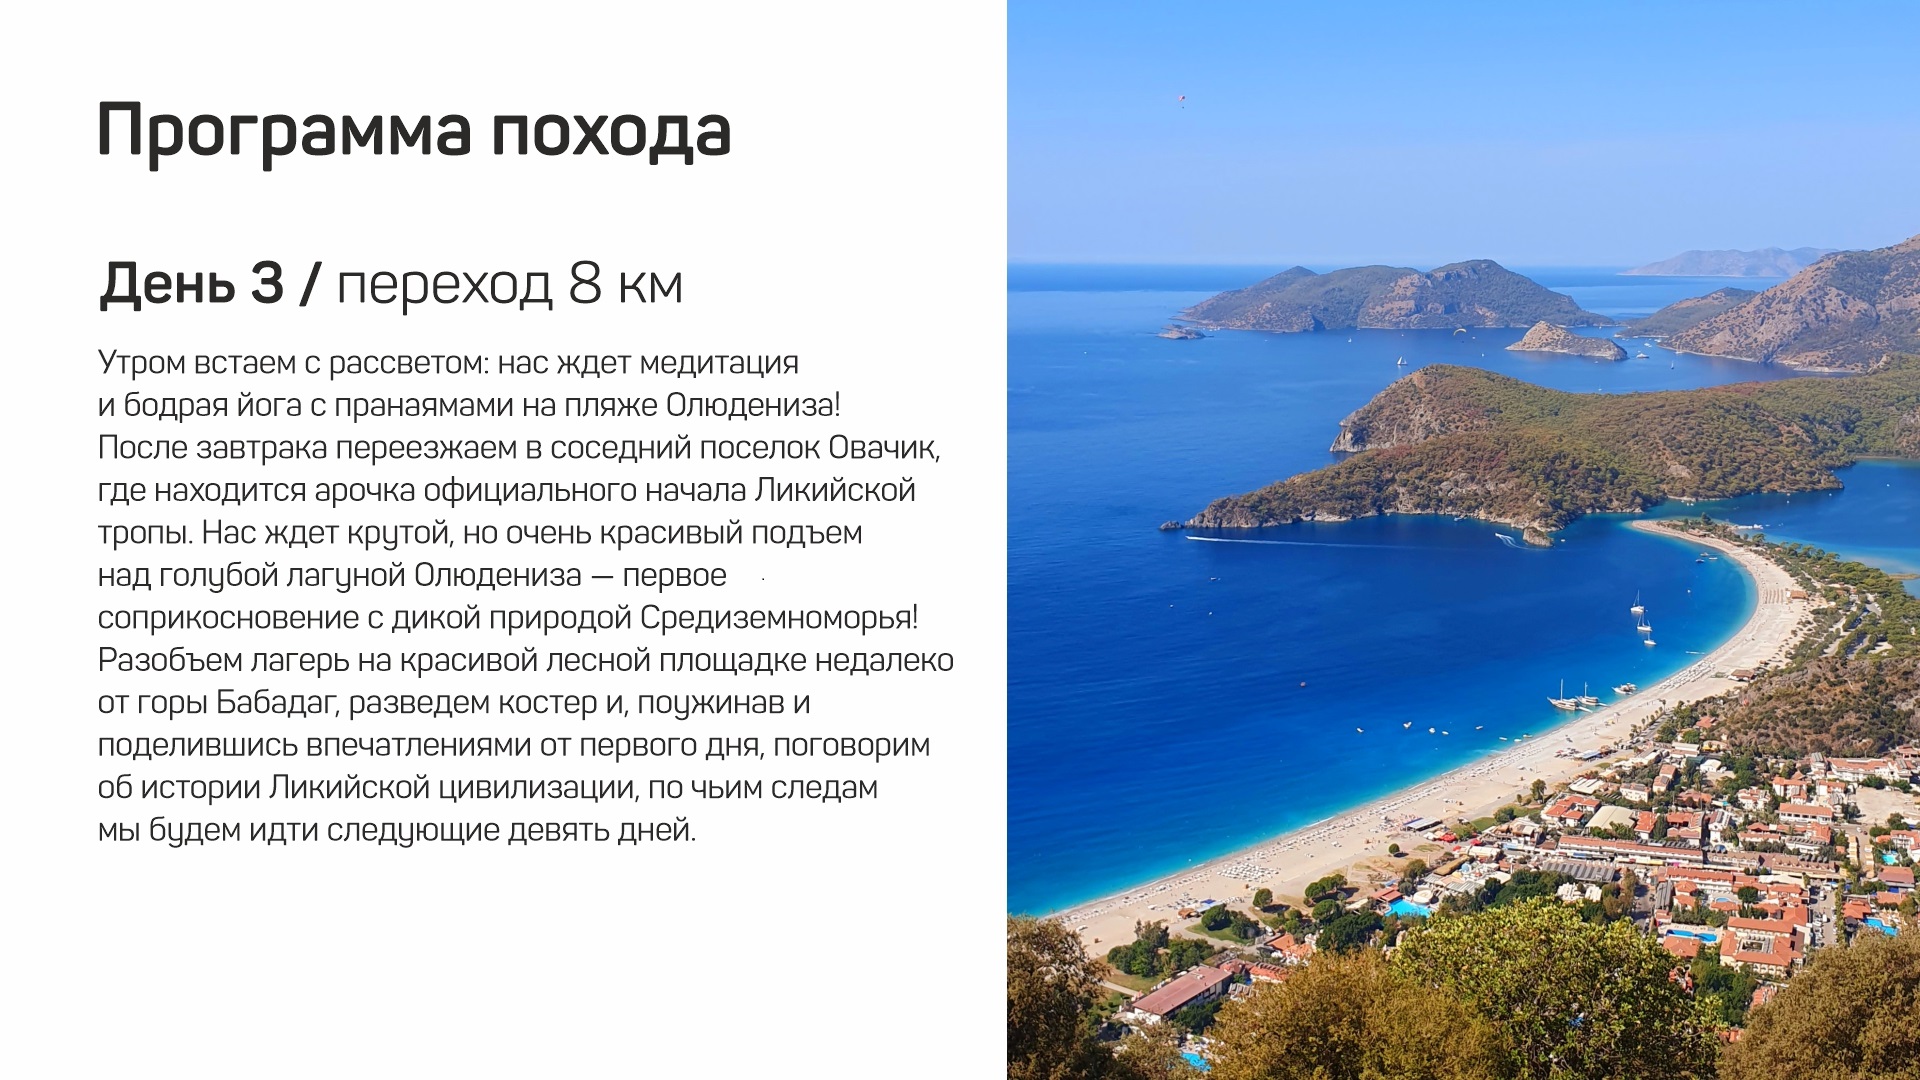 Программа похода
День 3 / переход 8 км
Утром встаем с рассветом: нас ждет медитация
и бодрая йога с пранаямами на пляже Олюдениза!
После завтрака переезжаем в соседний поселок Овачик,
где находится арочка официального начала Ликийской
тропы. Нас ждет крутой, но очень красивый подъем
над голубой лагуной Олюдениза — первое
соприкосновение с дикой природой Средиземноморья!
Разобъем лагерь на красивой лесной площадке недалеко
от горы Бабадаг, разведем костер и, поужинав и
поделившись впечатлениями от первого дня, поговорим
об истории Ликийской цивилизации, по чьим следам
мы будем идти следующие девять дней.